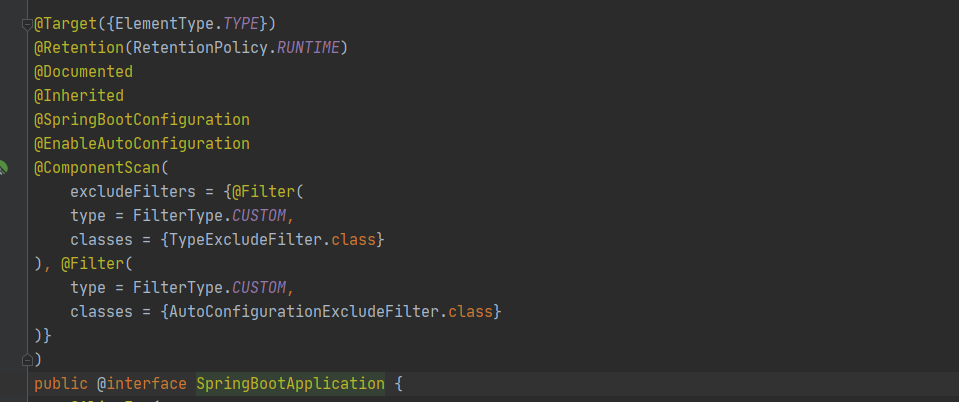 @Target({ElementType.TYPE})
@Retention(RetentionPolicy.RUNTIME)
@Documented
@Inherited
@SpringBootConfiguration
@EnableAutoConfiguration
@ComponentScan(
    excludeFilters = {@Filter(
    type = FilterType.CUSTOM,
    classes = {TypeExcludeFilter.class}
), @Filter(
    type = FilterType.CUSTOM,
    classes = {AutoConfigurationExcludeFilter.class}
)}
)
public @interface SpringBootApplication {